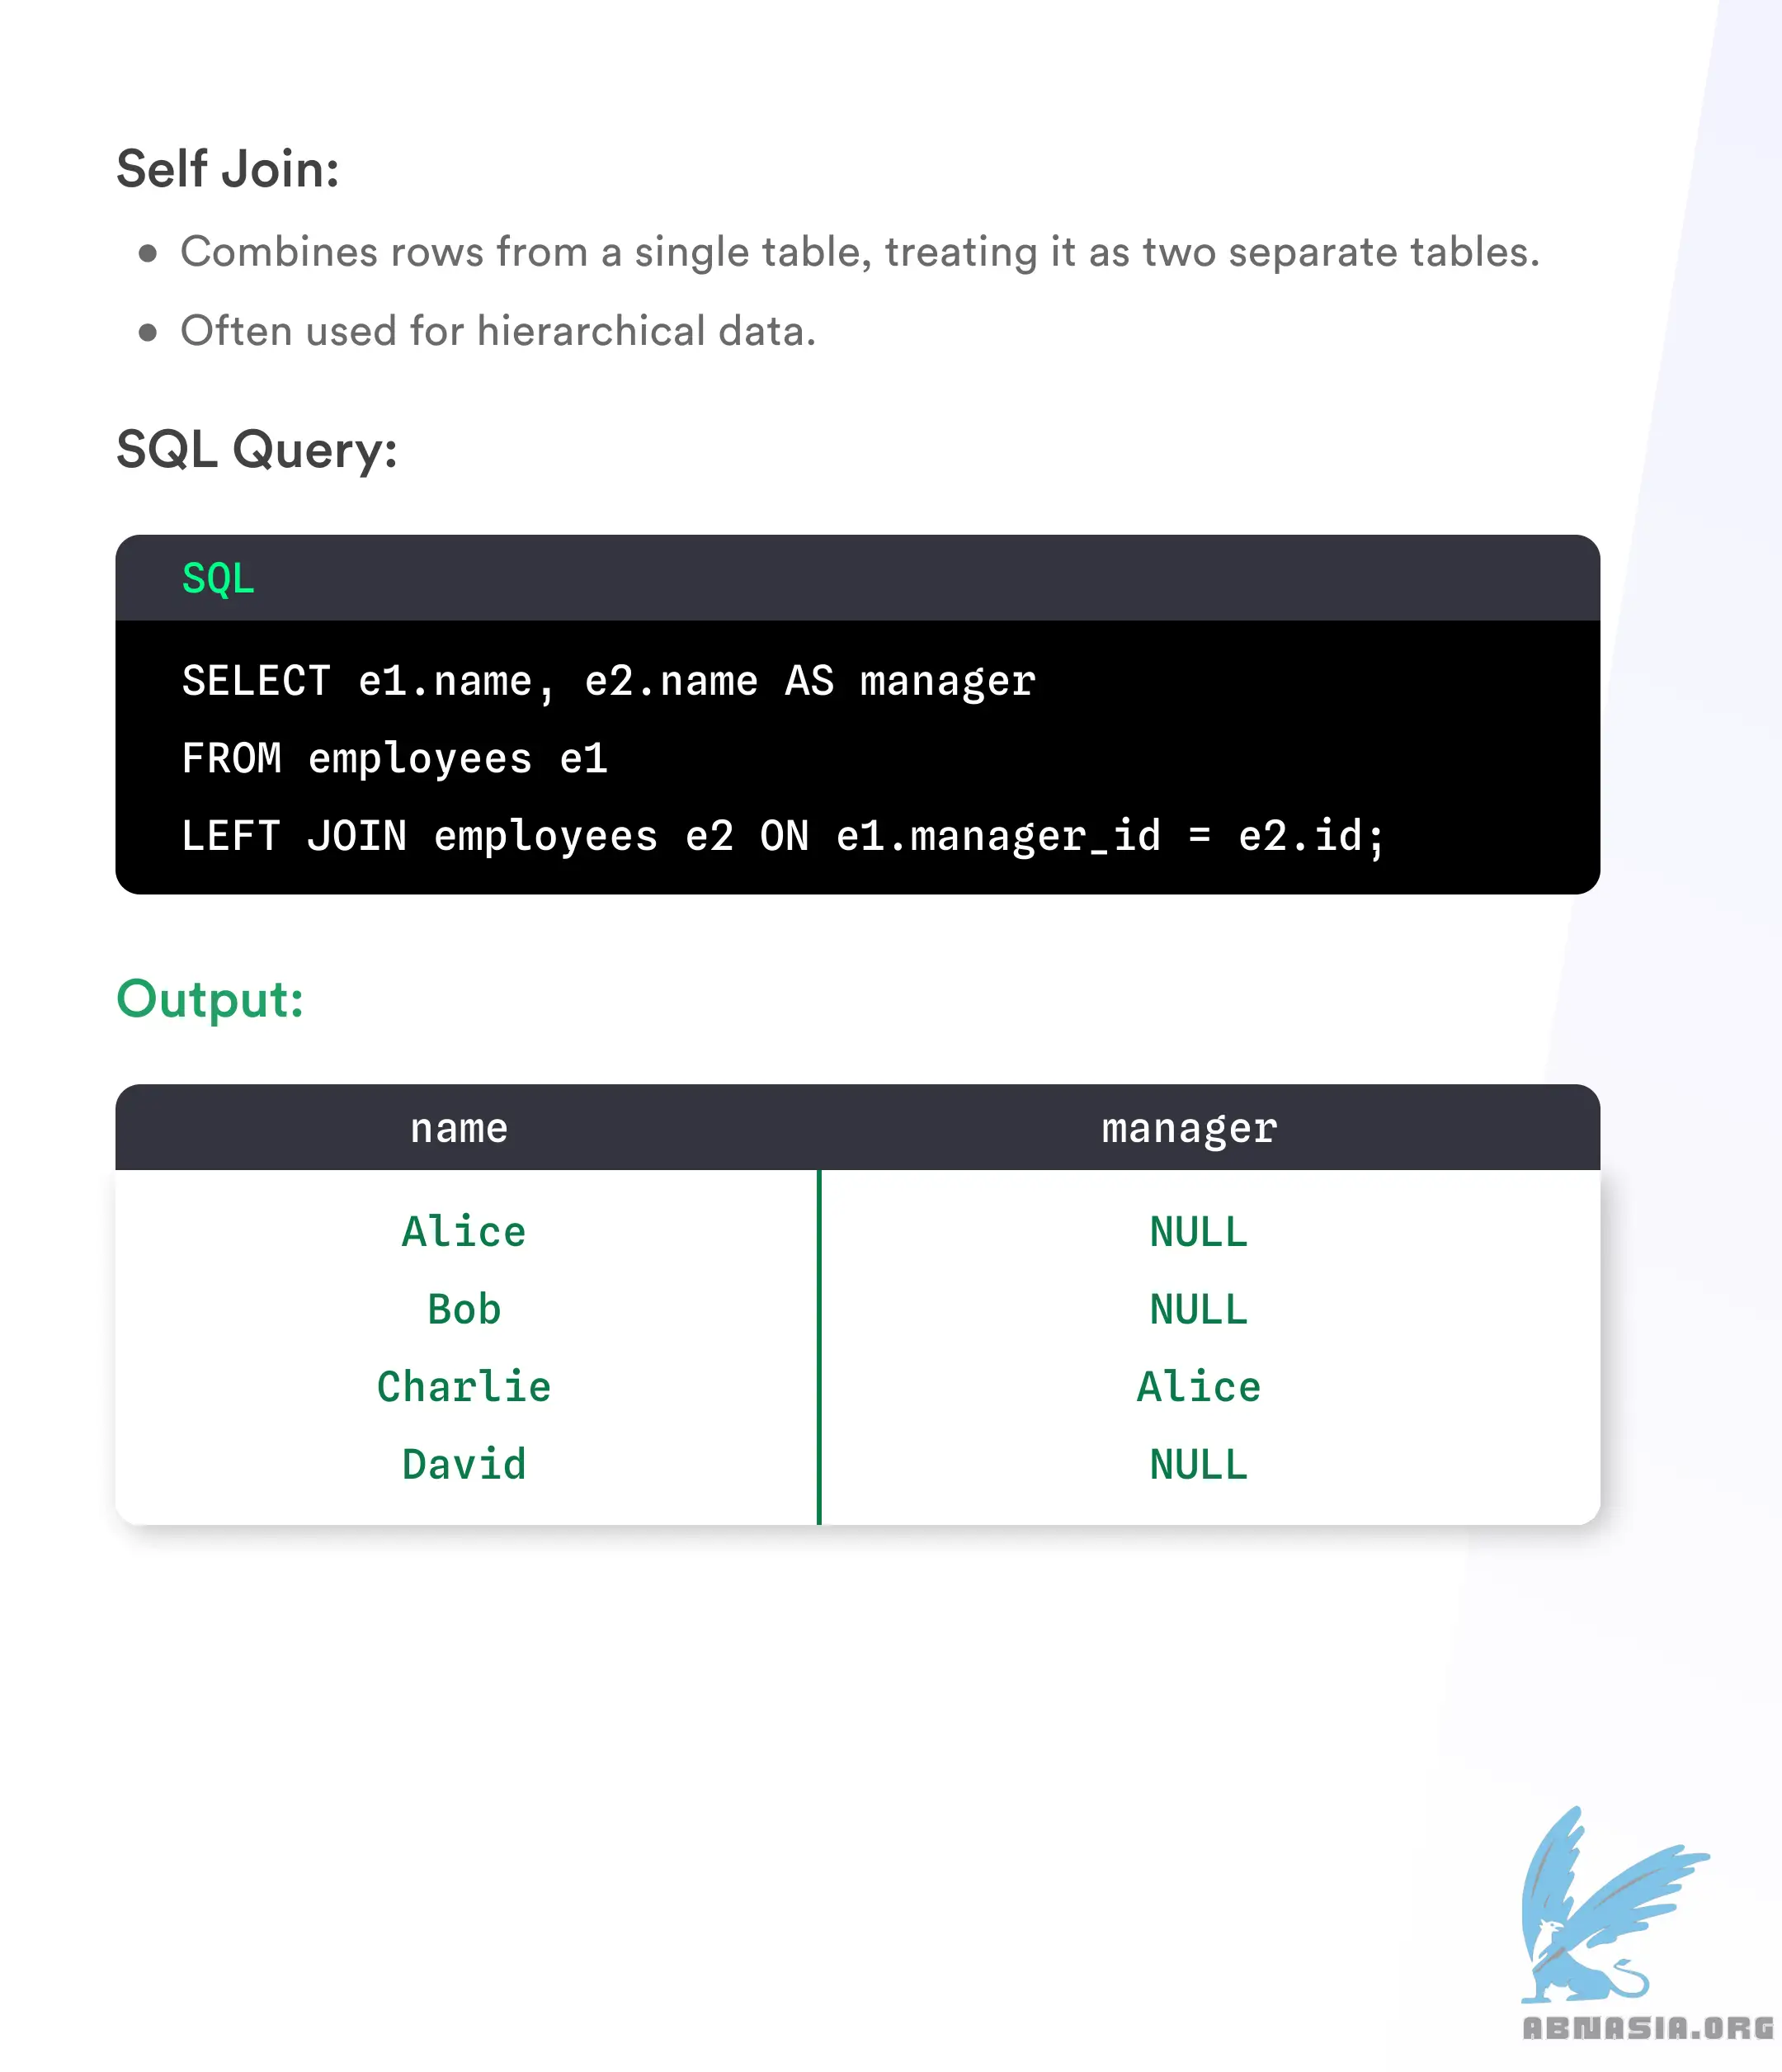 Self Join:
● Combines rows from a single table, treating it as two separate tables.
● Often used for hierarchical data.
SQL Query:
SQL
SELECT e1.name, e2.name AS manager
FROM employees e1
LEFT JOIN employees e2 ON e1.manager_id = e2.id;
Output:
name manager
Alice NULL
Bob NULL
Charlie Alice
David NULL
ABNASIA.ORG